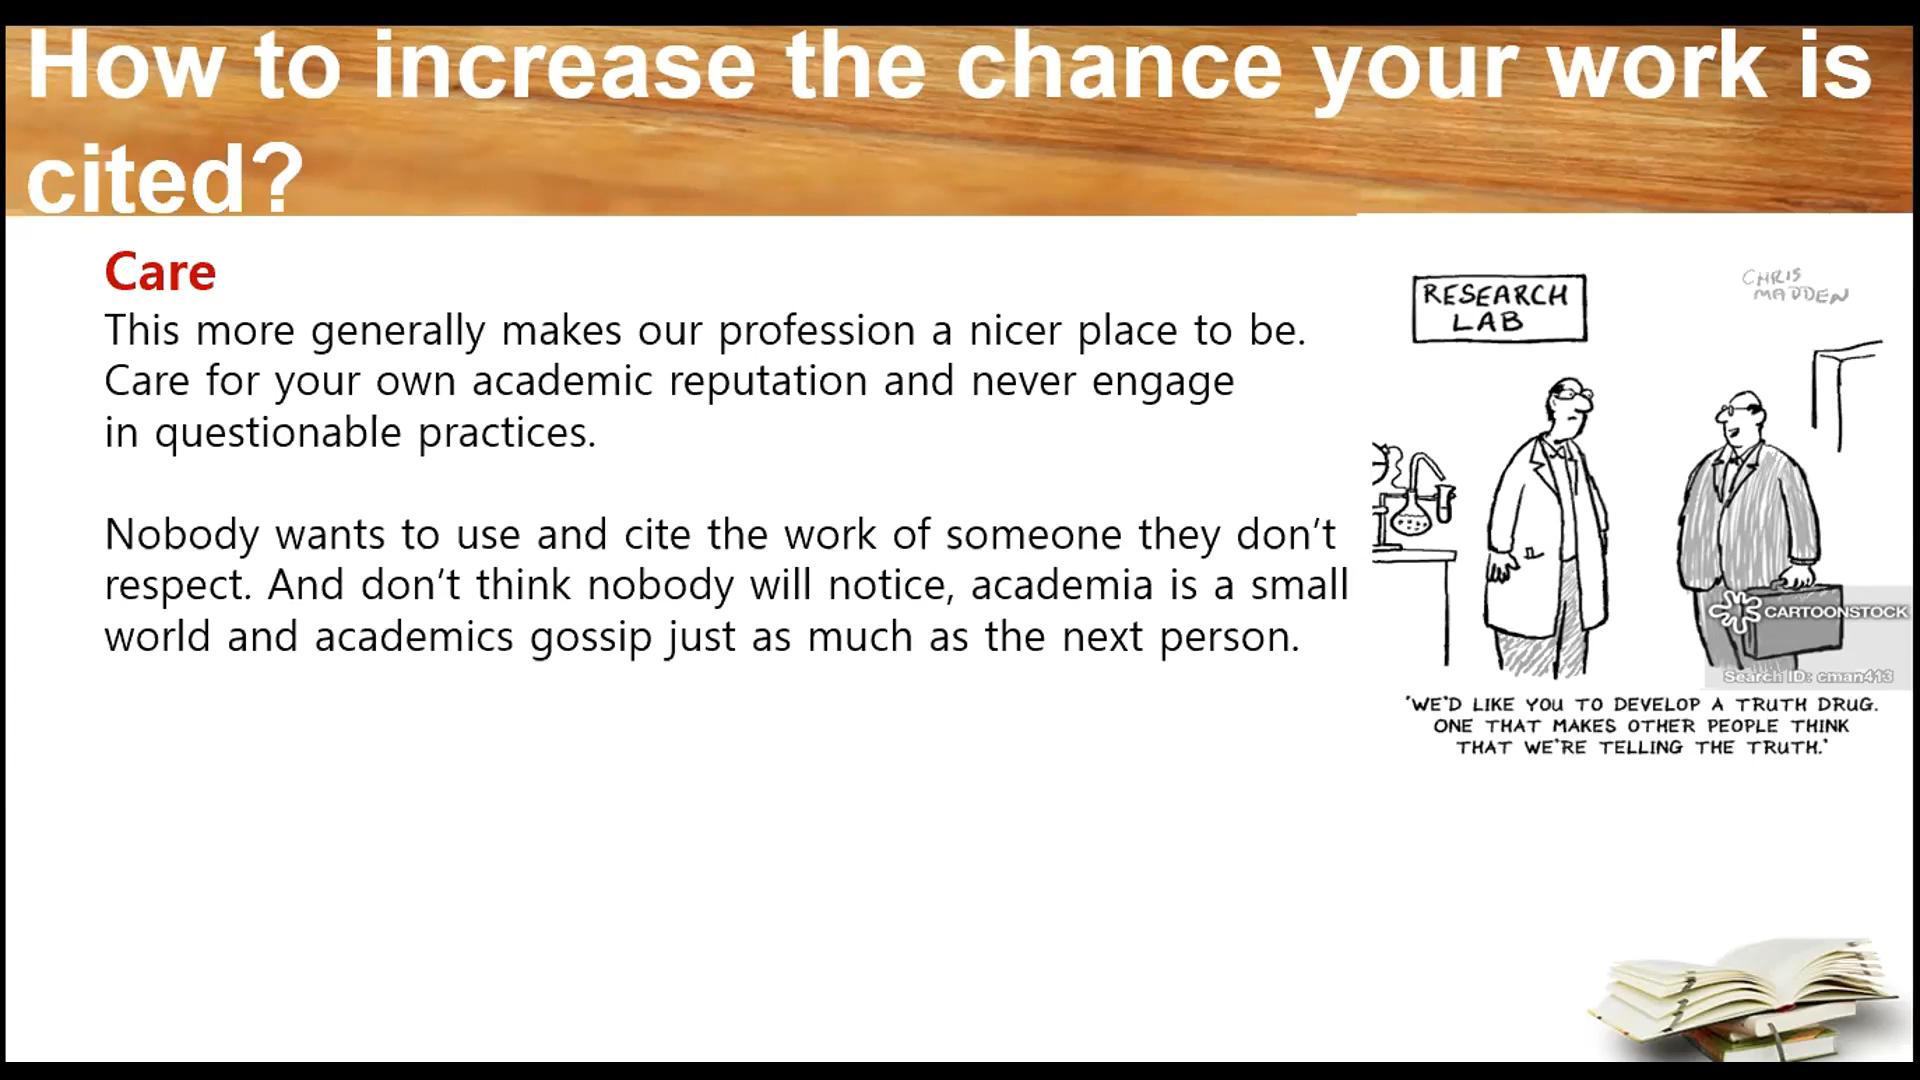 How to increase the chance your work is
cited?
Care
This more generally makes our profession a nicer place to be.
Care for your own academic reputation and never engage
in questionable practices.
Nobody wants to use and cite the work of someone they don’t
respect. And don’t think nobody will notice, academia is a small
world and academics gossip just as much as the next person.
RESEARCH
LAB
CHRIS
MADDEN
CARTOONSTOCK
Search ID: cman413
'WE'D LIKE YOU TO DEVELOP A TRUTH DRUG.
ONE THAT MAKES OTHER PEOPLE THINK
THAT WE'RE TELLING THE TRUTH.'